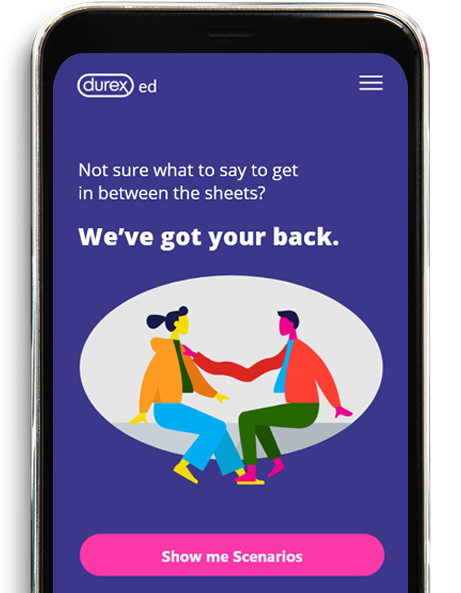 durex ed
Not sure what to say to get
in between the sheets?
We've got your back.
Show me Scenarios